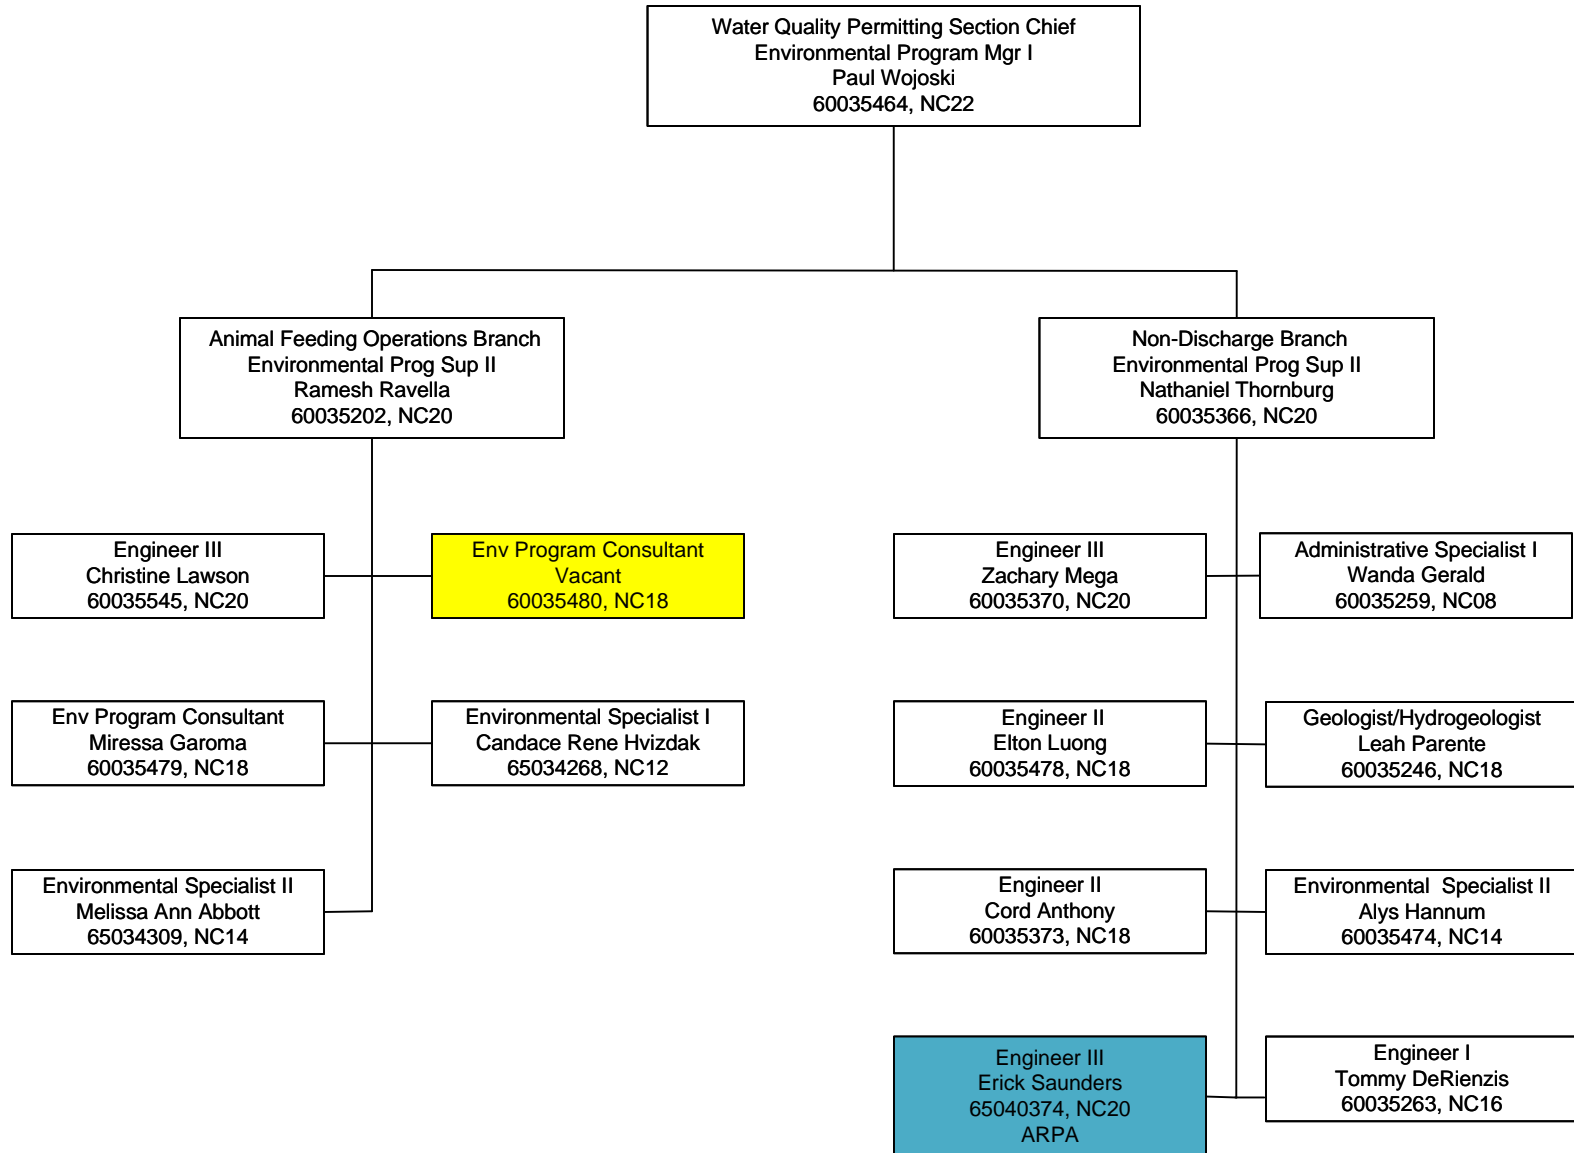 Water Quality Permitting Section Chief
Environmental Program Mgr I
Paul Wojoski
60035464, NC22
Animal Feeding Operations Branch
Environmental Prog Sup II
Ramesh Ravella
60035202, NC20
Non-Discharge Branch
Environmental Prog Sup II
Nathaniel Thornburg
60035366, NC20
Engineer III
Christine Lawson
60035545, NC20
Env Program Consultant
Vacant
60035480, NC18
Engineer III
Zachary Mega
60035370, NC20
Administrative Specialist I
Wanda Gerald
60035259, NC08
Env Program Consultant
Miressa Garoma
60035479, NC18
Environmental Specialist I
Candace Rene Hvizdak
65034268, NC12
Engineer II
Elton Luong
60035478, NC18
Geologist/Hydrogeologist
Leah Parente
60035246, NC18
Environmental Specialist II
Melissa Ann Abbott
65034309, NC14
Engineer II
Cord Anthony
60035373, NC18
Environmental  Specialist II
Alys Hannum
60035474, NC14
Engineer III
Erick Saunders
65040374, NC20
ARPA
Engineer I
Tommy DeRienzis
60035263, NC16